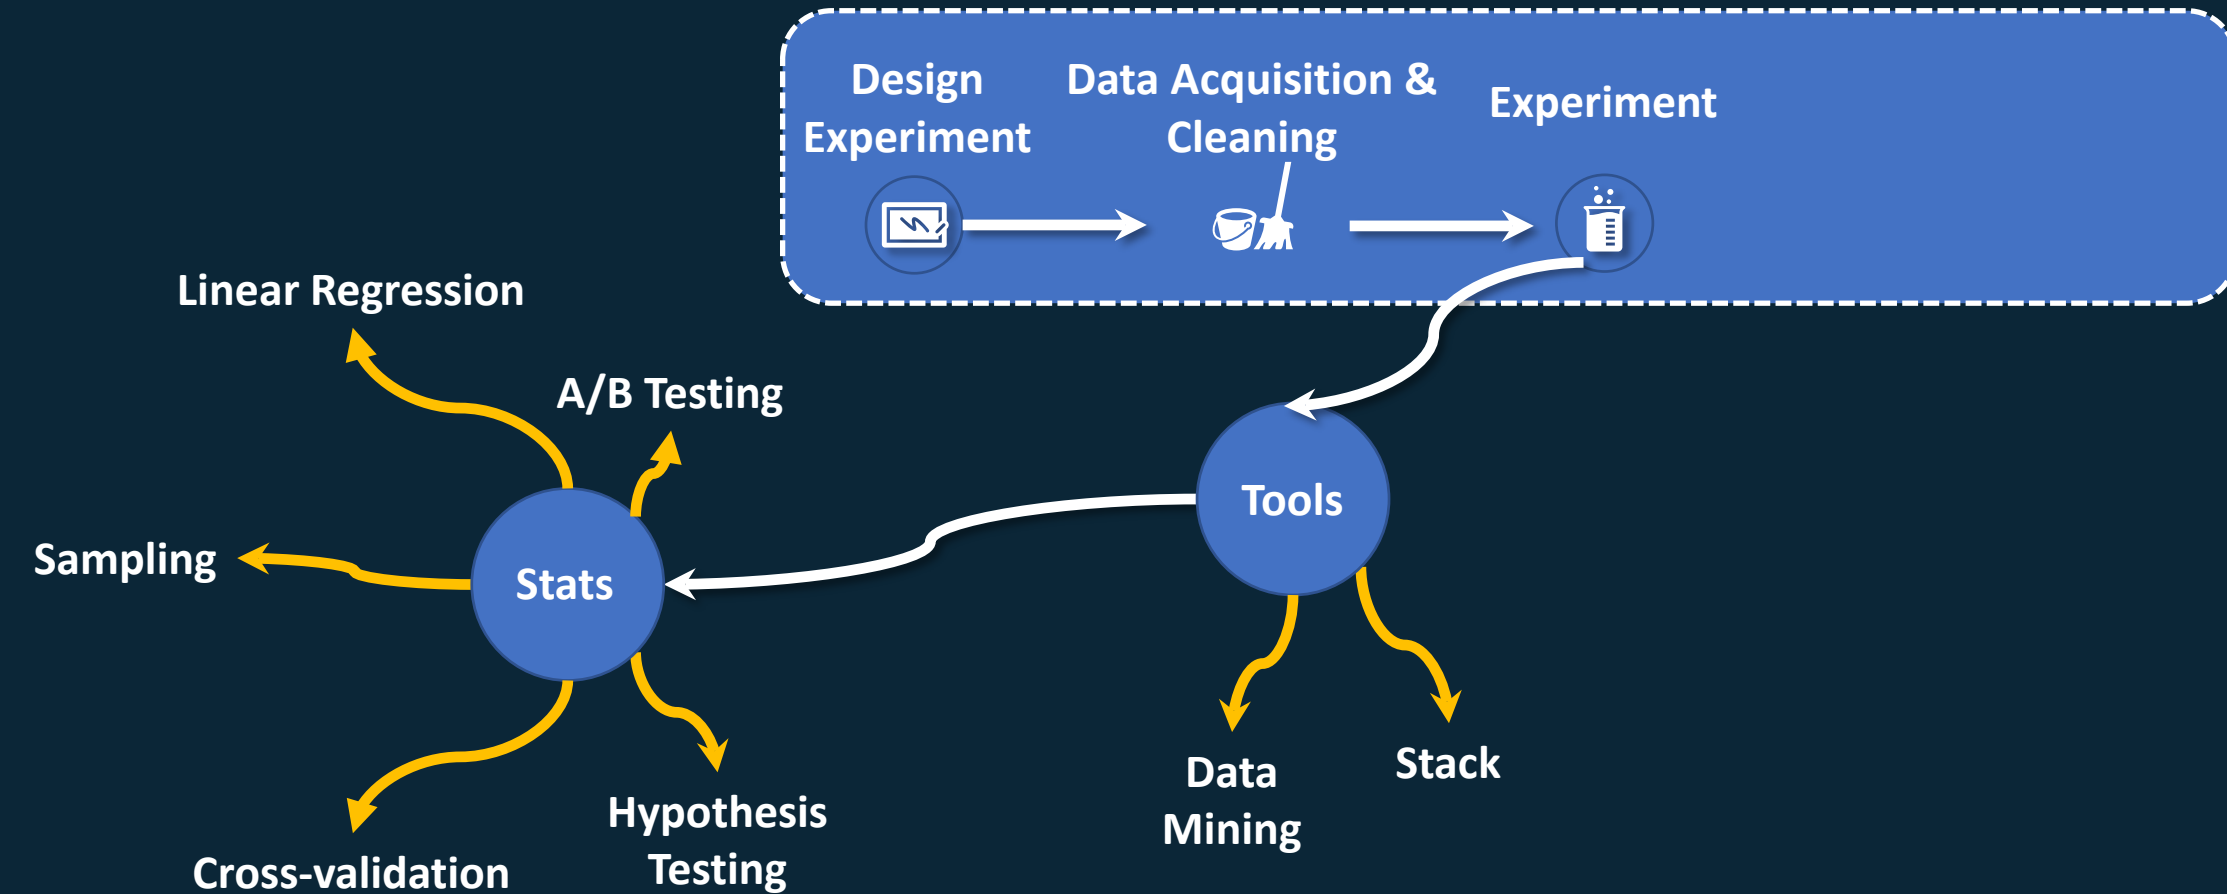 Design
Experiment
Data Acquisition &
Cleaning
Experiment
Linear Regression
A/B Testing
Tools
Sampling
Stats
Data
Mining
Stack
Hypothesis
Testing
Cross-validation